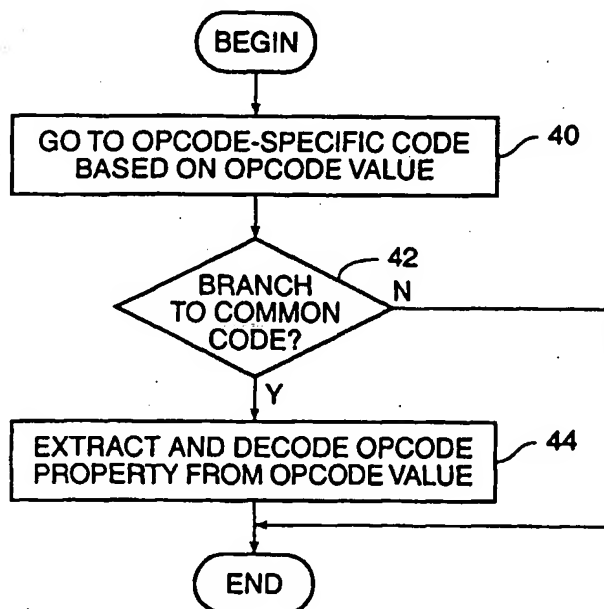 BEGIN
GO TO OPCODE-SPECIFIC CODE
BASED ON OPCODE VALUE
40
BRANCH
TO COMMON
CODE?
42
N
Y
EXTRACT AND DECODE OPCODE
PROPERTY FROM OPCODE VALUE
44
END